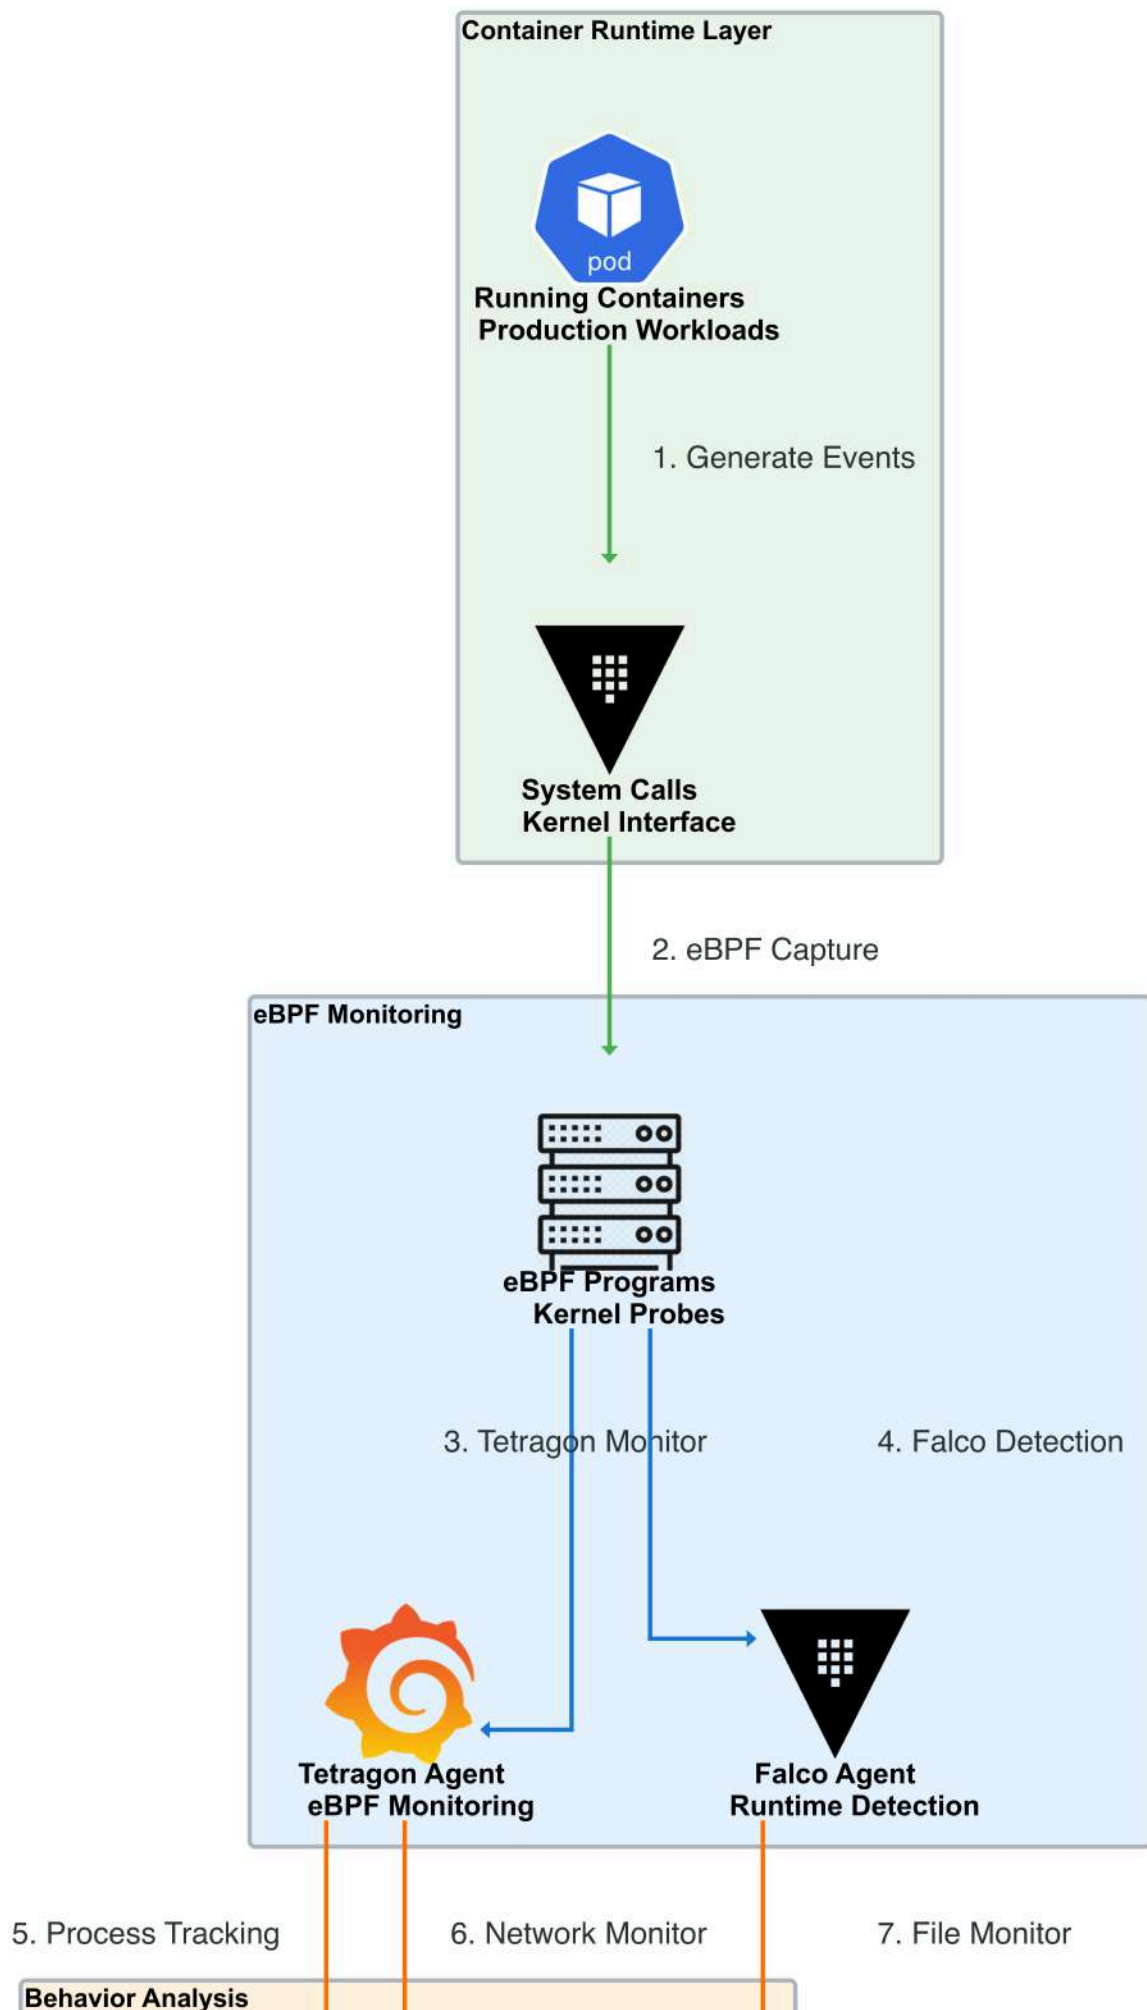 Container Runtime Layer
pod
Running Containers
Production Workloads
1. Generate Events
System Calls
Kernel Interface
2. eBPF Capture
eBPF Monitoring
eBPF Programs
Kernel Probes
3. Tetragon Monitor
4. Falco Detection
Tetragon Agent
eBPF Monitoring
Falco Agent
Runtime Detection
5. Process Tracking
6. Network Monitor
7. File Monitor
Behavior Analysis